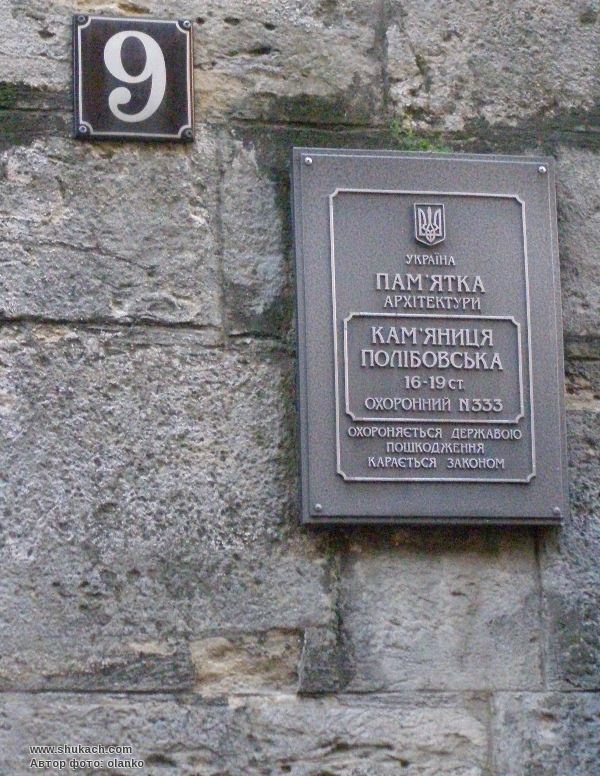 9
УКРАЇНА
ПАМ'ЯТКА
АРХІТЕКТУРИ
КАМ'ЯНИЦЯ
ПОЛІБОВСЬКА
16-19 СТ.
ОХОРОННИЙ N333
ОХОРОНЯЄТЬСЯ ДЕРЖАВОЮ
ПОШКОДЖЕННЯ
КАРАЄТЬСЯ ЗАКОНОМ
www.shukach.com
Автор фото: olanko